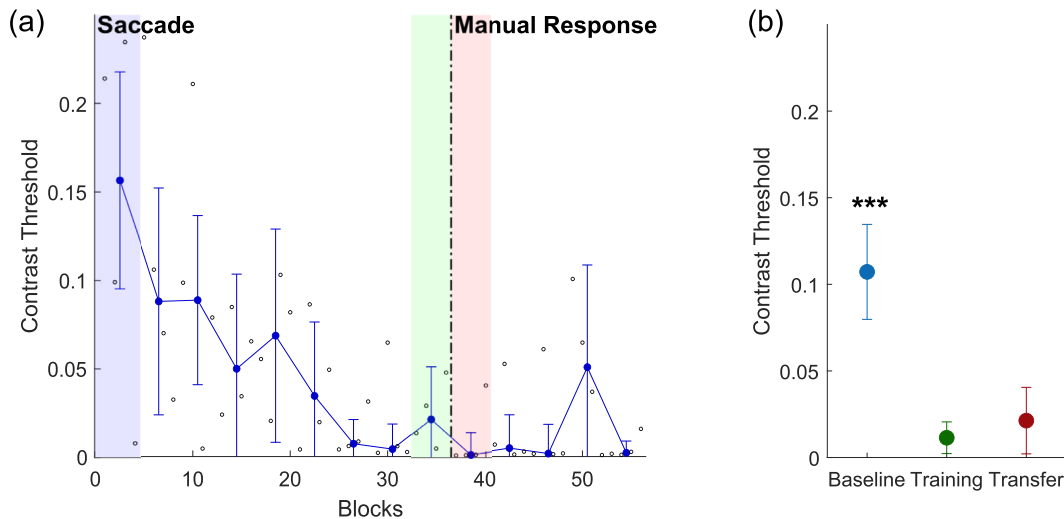 (a)
Saccade
Manual Response
Contrast Threshold
0.2
0.15
0.1
0.05
0
0
10
20
30
40
50
Blocks
(b)
Contrast Threshold
0.2
0.15
0.1
0.05
0
***
Baseline Training Transfer